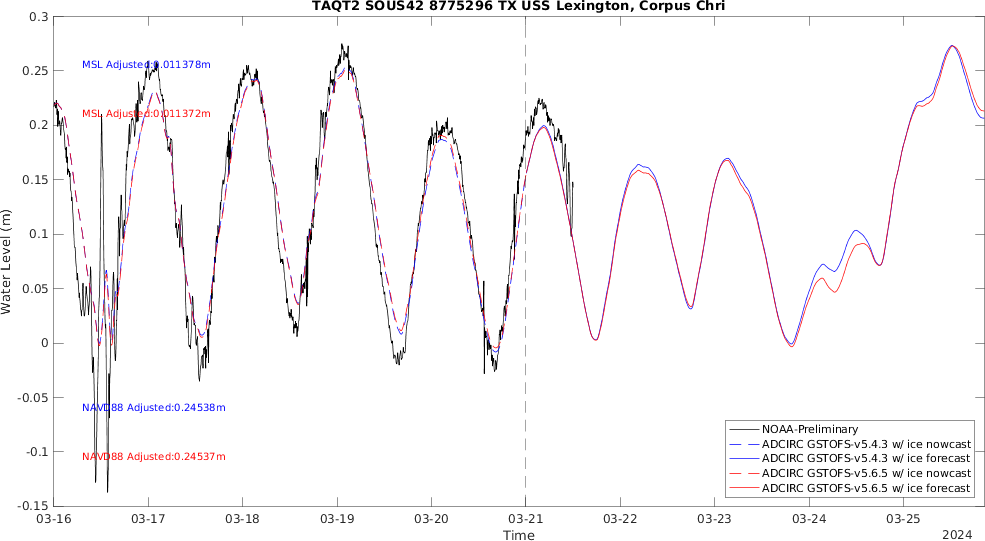 TAQT2 SOUS42 8775296 TX USS Lexington, Corpus Chri
0.3
0.25
0.2
0.15
0.1
0.05
0
-0.05
-0.1
-0.15
Water Level (m)
MSL Adjusted:0.011378m
MSL Adjusted:0.011372m
NAVD88 Adjusted:0.24538m
NAVD88 Adjusted:0.24537m
NOAA-Preliminary
ADCIRC GSTOFS-v5.4.3 w/ ice nowcast
ADCIRC GSTOFS-v5.4.3 w/ ice forecast
ADCIRC GSTOFS-v5.6.5 w/ ice nowcast
ADCIRC GSTOFS-v5.6.5 w/ ice forecast
03-16 03-17 03-18 03-19 03-20 03-21 03-22 03-23 03-24 03-25
Time
2024